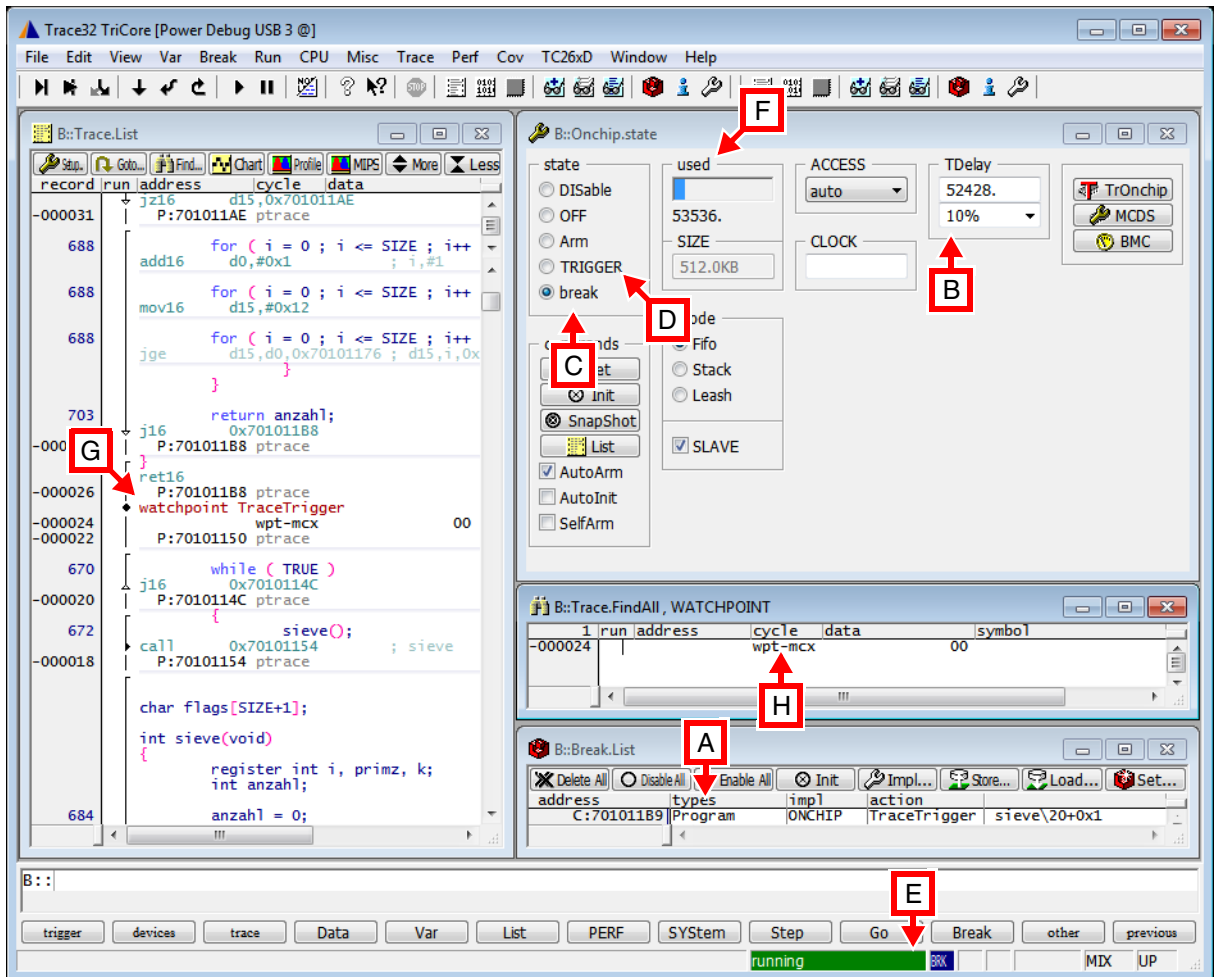 Trace32 TriCore [Power Debug USB 3 @]
File Edit View Var Break Run CPU Misc Trace Perf Cov TC26xD Window Help
F
B::Trace.List
Setup... Goto... Find... Chart Profile MIPS More Less
record run address cycle data
jz16 d15,0x701011AE
-000031 P:701011AE ptrace
688 for ( i = 0 ; i <= SIZE ; i++
add16 d0,#0x1 ; i,#1
688 for ( i = 0 ; i <= SIZE ; i++
mov16 d15,#0x12
688 for ( i = 0 ; i <= SIZE ; i++
jge d15,d0,0x70101176 ; d15,i,0x
}
}
703 return anzahl;
j16 0x701011B8
-000 P:701011B8 ptrace
G
}
ret16
-000026 P:701011B8 ptrace
watchpoint TraceTrigger
-000024 wpt-mcx 00
-000022 P:70101150 ptrace
670 while ( TRUE )
j16 0x7010114C
-000020 P:7010114C ptrace
{
672 sieve();
call 0x70101154 ; sieve
-000018 P:70101154 ptrace
char flags[SIZE+1];
int sieve(void)
{
register int i, primz, k;
int anzahl;
684 anzahl = 0;
B::Onchip.state
state
DISable
OFF
Arm
TRIGGER
break
D
C
used
53536.
SIZE
512.0KB
ACCESS
auto
CLOCK
TDelay
52428.
10%
B
TrOnchip
MCDS
BMC
Init
SnapShot
List
AutoArm
AutoInit
SelfArm
Fifo
Stack
Leash
SLAVE
B::Trace.FindAll , WATCHPOINT
1 run address cycle data symbol
-000024 wpt-mcx 00
H
B::Break.List
A
Delete All Disable All Enable All Init Impl... Store... Load... Set...
address types impl action
C:701011B9 Program ONCHIP TraceTrigger sieve\20+0x1
B::
E
trigger devices trace Data Var List PERF SYStem Step Go Break other previous
running BRK MIX UP